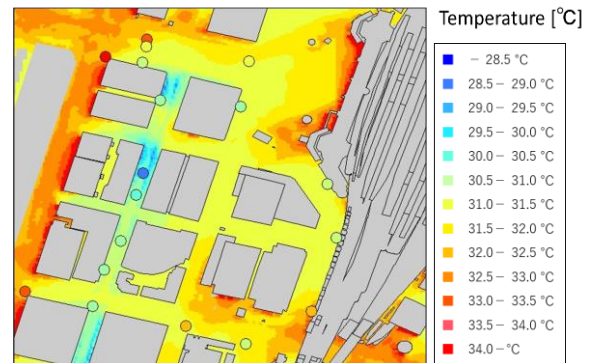 Temperature [℃]
− 28.5 °C
28.5 − 29.0 °C
29.0 − 29.5 °C
29.5 − 30.0 °C
30.0 − 30.5 °C
30.5 − 31.0 °C
31.0 − 31.5 °C
31.5 − 32.0 °C
32.0 − 32.5 °C
32.5 − 33.0 °C
33.0 − 33.5 °C
33.5 − 34.0 °C
34.0 −°C